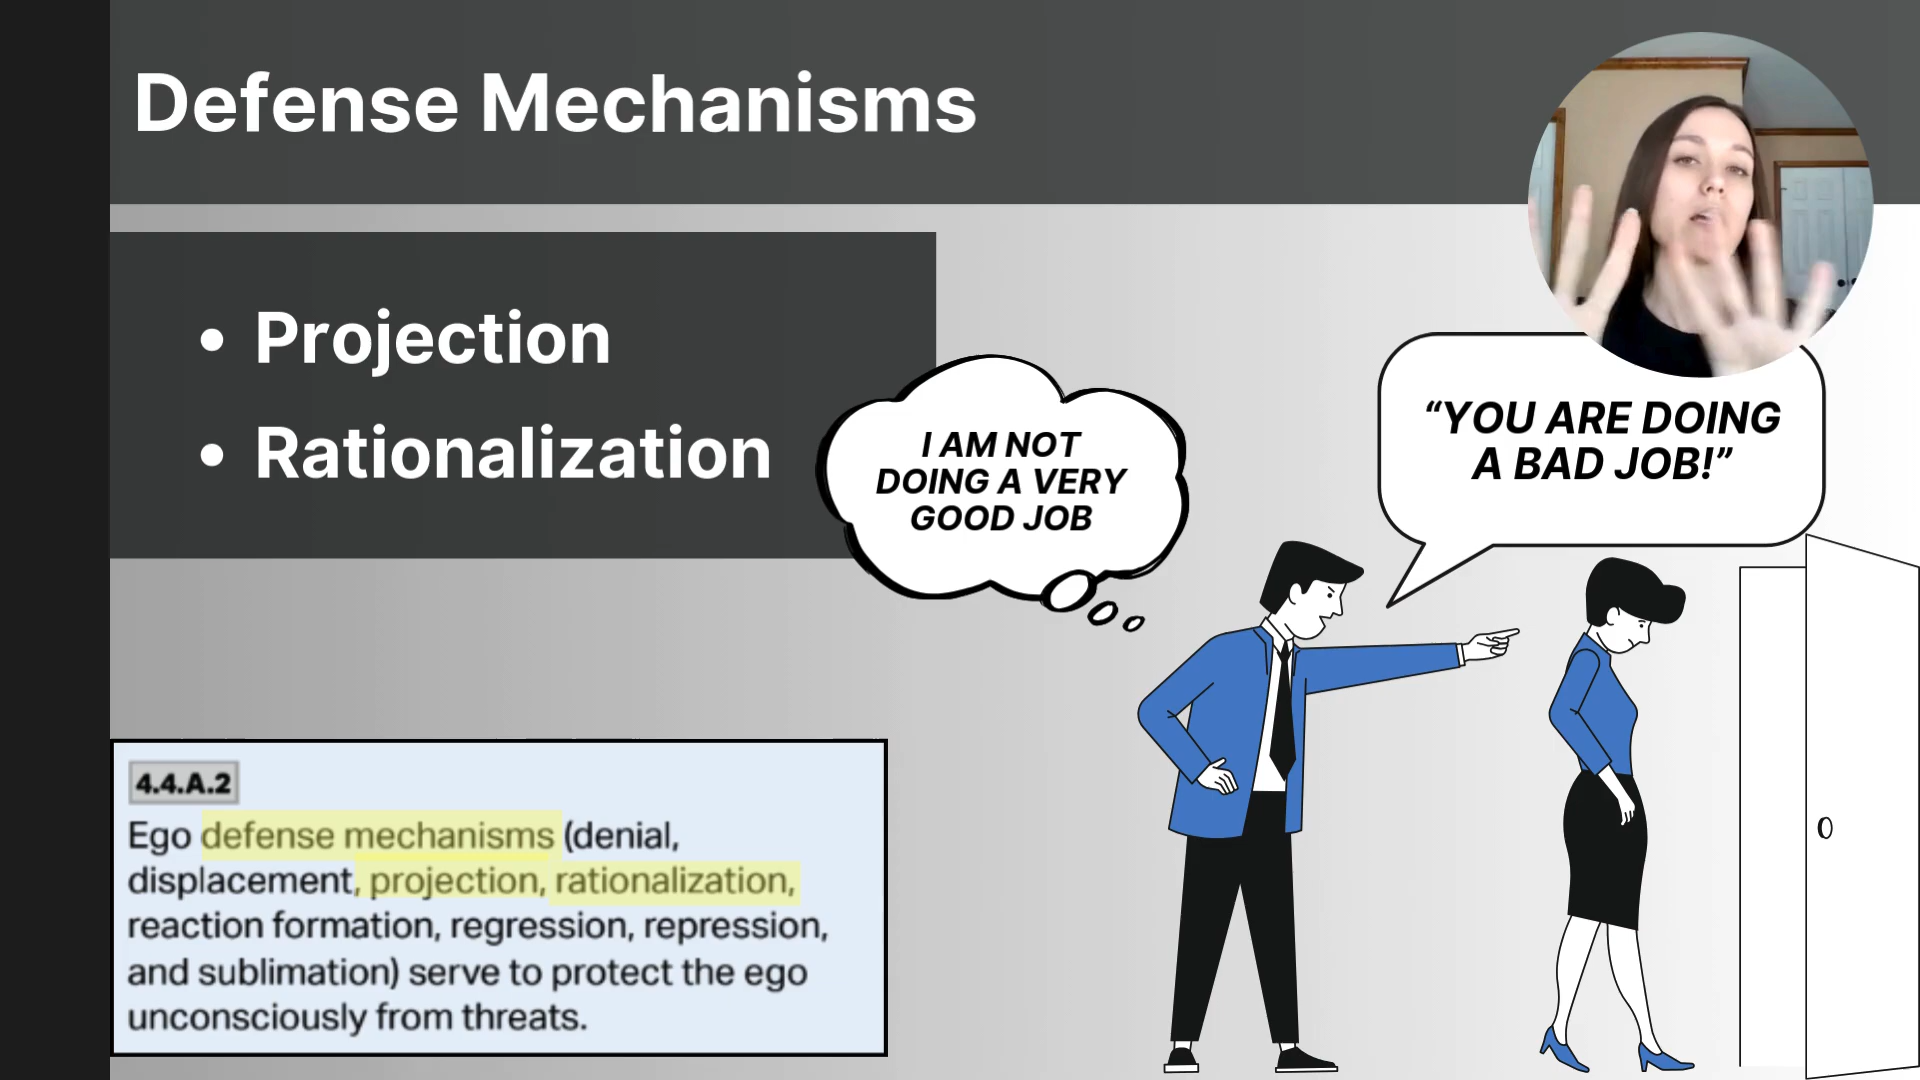 Defense Mechanisms
• Projection
• Rationalization
I AM NOT
DOING A VERY
GOOD JOB
“YOU ARE DOING
A BAD JOB!”
4.4.A.2
Ego defense mechanisms (denial,
displacement, projection, rationalization,
reaction formation, regression, repression,
and sublimation) serve to protect the ego
unconsciously from threats.